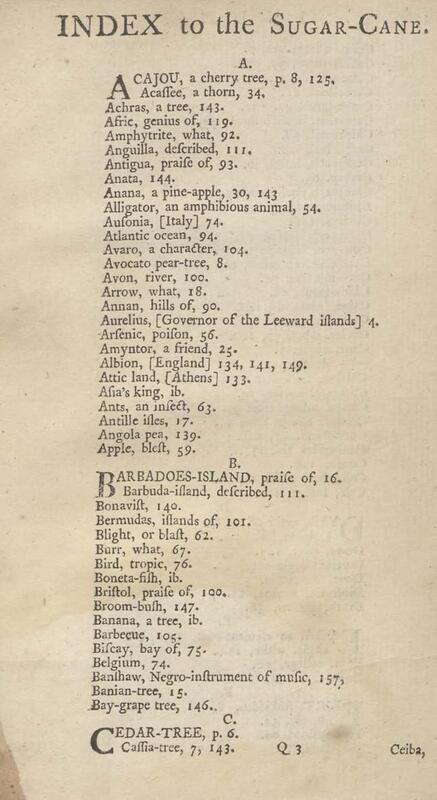 INDEX to the SUGAR-CANE.
A.
ACAJOU, a cherry tree, p. 8, 125.
Acaſſee, a thorn, 34.
Achras, a tree, 143.
Afric, genius of, 119.
Amphytrite, what, 92.
Anguilla, deſcribed, 111.
Antigua, praiſe of, 93.
Anata, 144.
Anana, a pine-apple, 30, 143
Alligator, an amphibious animal, 54.
Auſonia, [Italy] 74.
Atlantic ocean, 94.
Avaro, a character, 104.
Avocato pear-tree, 8.
Avon, river, 100.
Arrow, what, 18.
Annan, hills of, 90.
Aurelius, [Governor of the Leeward iſlands] 4.
Arſenic, poiſon, 56.
Amyntor, a friend, 25.
Albion, [England] 134, 141, 149.
Attic land, [Athens] 133.
Aſia's king, ib.
Ants, an inſect, 63.
Antille iſles, 17.
Angola pea, 139.
Apple, bleſt, 59.
B.
BARBADOES-ISLAND, praiſe of, 16.
Barbuda-iſland, deſcribed, 111.
Bonaviſt, 140.
Bermudas, iſlands of, 101.
Blight, or blaſt, 62.
Burr, what, 67.
Bird, tropic, 76.
Boneta-fiſh, ib.
Briſtol, praiſe of, 100.
Broom-buſh, 147.
Banana, a tree, ib.
Barbecue, 105.
Biſcay, bay of, 75.
Belgium, 74.
Banſhaw, Negro-inſtrument of muſic, 157,
Banian-tree, 15.
Bay-grape tree, 146.
C.
CEDAR-TREE, p. 6.
Caſſia-tree, 7, 143. Q 3 Ceiba,